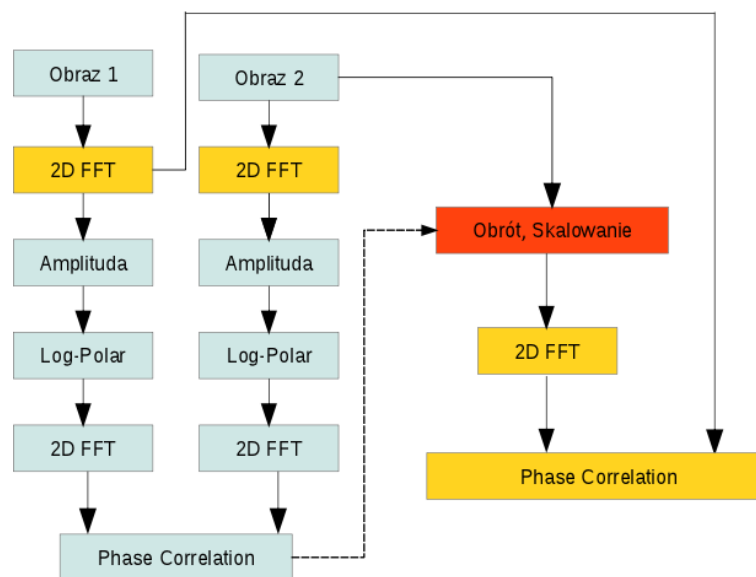 Obraz 1
Obraz 2
2D FFT
2D FFT
Obrót, Skalowanie
Amplituda
Amplituda
Log-Polar
Log-Polar
2D FFT
2D FFT
2D FFT
Phase Correlation
Phase Correlation